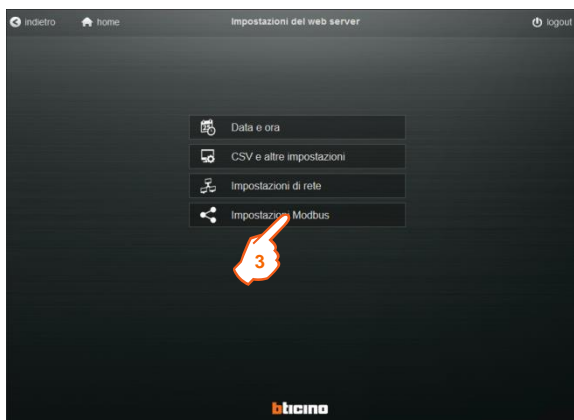 indietro home Impostazioni del web server logout
Data e ora
CSV e altre impostazioni
Impostazioni di rete
Impostazioni Modbus
3
bticino